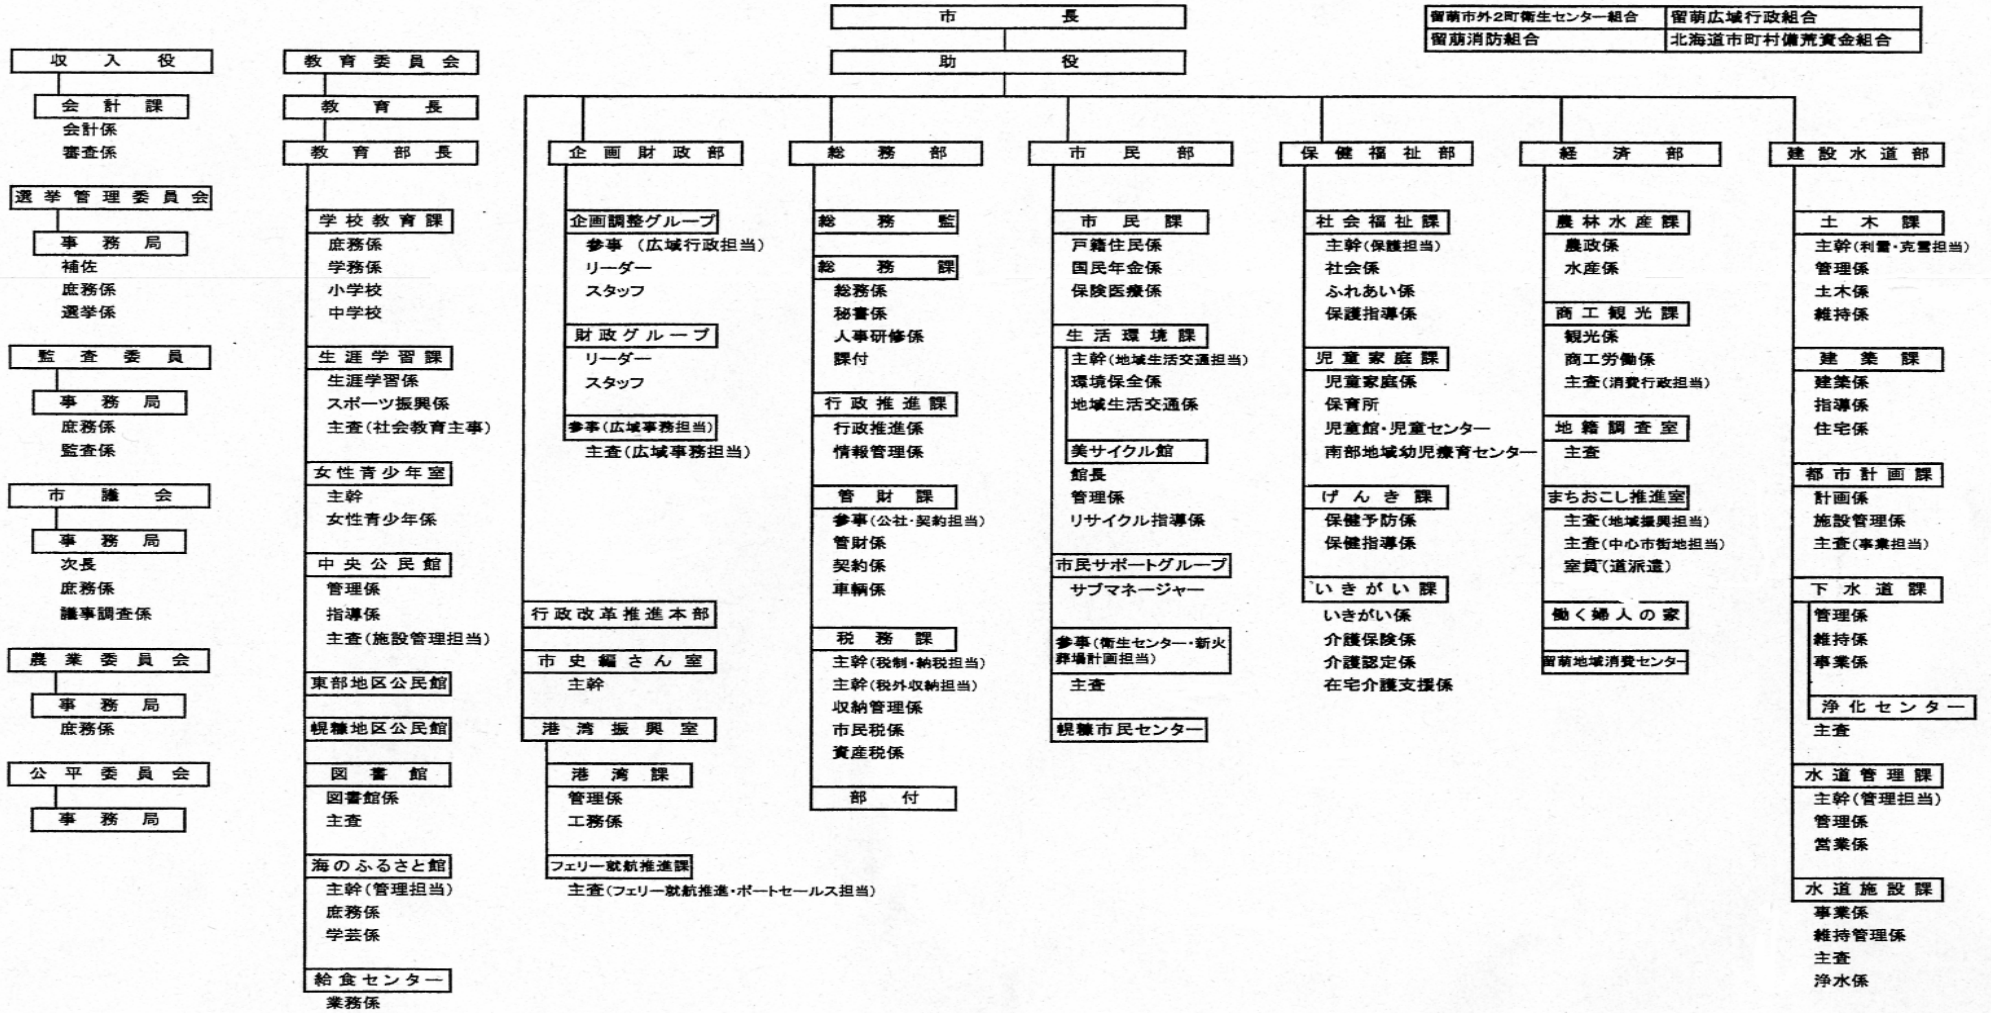 市長
助役
留萌市外2町衛生センター組合 留萌広域行政組合
留萌消防組合 北海道市町村備荒資金組合
収入役
会計課
会計係
審査係
選挙管理委員会
事務局
補佐
庶務係
選挙係
監査委員
事務局
庶務係
監査係
市議会
事務局
次長
庶務係
議事調査係
農業委員会
事務局
庶務係
公平委員会
事務局
教育委員会
教育長
教育部長
学校教育課
庶務係
学務係
小学校
中学校
生涯学習課
生涯学習係
スポーツ振興係
主査(社会教育主事)
女性青少年室
主幹
女性青少年係
中央公民館
管理係
指導係
主査(施設管理担当)
東部地区公民館
幌糠地区公民館
図書館
図書館係
主査
海のふるさと館
主幹(管理担当)
庶務係
学芸係
給食センター
業務係
企画財政部
企画調整グループ
参事(広域行政担当)
リーダー
スタッフ
財政グループ
リーダー
スタッフ
参事(広域事務担当)
主査(広域事務担当)
行政改革推進本部
市史編さん室
主幹
港湾振興室
港湾課
管理係
工務係
フェリー就航推進課
主査(フェリー就航推進・ポートセールス担当)
総務部
総務監
総務課
総務係
秘書係
人事研修係
課付
行政推進課
行政推進係
情報管理係
管財課
参事(公社・契約担当)
管財係
契約係
車輌係
税務課
主幹(税制・納税担当)
主幹(税外収納担当)
収納管理係
市民税係
資産税係
部付
市民部
市民課
戸籍住民係
国民年金係
保険医療係
生活環境課
主幹(地域生活交通担当)
環境保全係
地域生活交通係
美サイクル館
館長
管理係
リサイクル指導係
市民サポートグループ
サブマネージャー
参事(衛生センター・新火
葬場計画担当)
主査
幌糠市民センター
保健福祉部
社会福祉課
主幹(保護担当)
社会係
ふれあい係
保護指導係
児童家庭課
児童家庭係
保育所
児童館・児童センター
南部地域幼児療育センター
げんき課
保健予防係
保健指導係
いきがい課
いきがい係
介護保険係
介護認定係
在宅介護支援係
経済部
農林水産課
農政係
水産係
商工観光課
観光係
商工労働係
主査(消費行政担当)
地籍調査室
主査
まちおこし推進室
主査(地域振興担当)
主査(中心市街地担当)
室員(道派遣)
働く婦人の家
留萌地域消費センター
建設水道部
土木課
主幹(利雪・克雪担当)
管理係
土木係
維持係
建築課
建築係
指導係
住宅係
都市計画課
計画係
施設管理係
主査(事業担当)
下水道課
管理係
維持係
事業係
浄化センター
主査
水道管理課
主幹(管理担当)
管理係
営業係
水道施設課
事業係
維持管理係
主査
浄水係